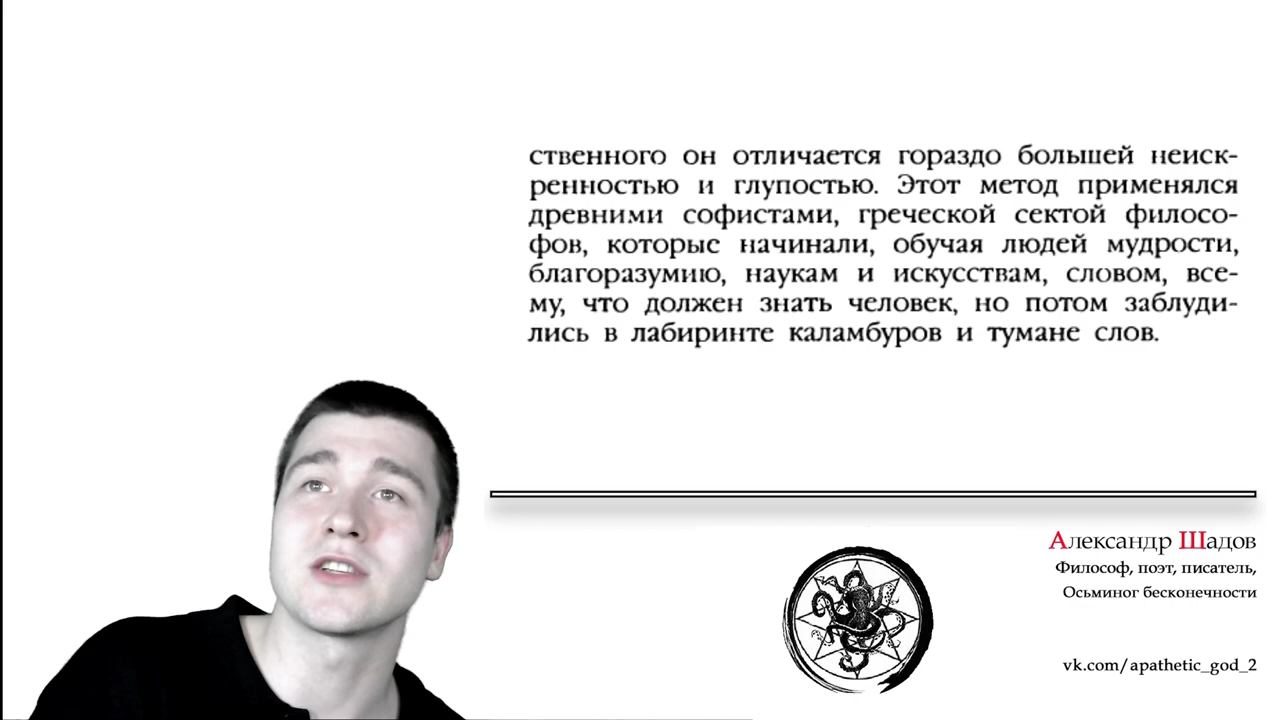 ственного он отличается гораздо большей неиск-
ренностью и глупостью. Этот метод применялся
древними софистами, греческой сектой филосо-
фов, которые начинали, обучая людей мудрости,
благоразумию, наукам и искусствам, словом, все-
му, что должен знать человек, но потом заблуди-
лись в лабиринте каламбуров и тумане слов.
Александр Шадов
Философ, поэт, писатель,
Осьминог бесконечности
vk.com/apathetic_god_2